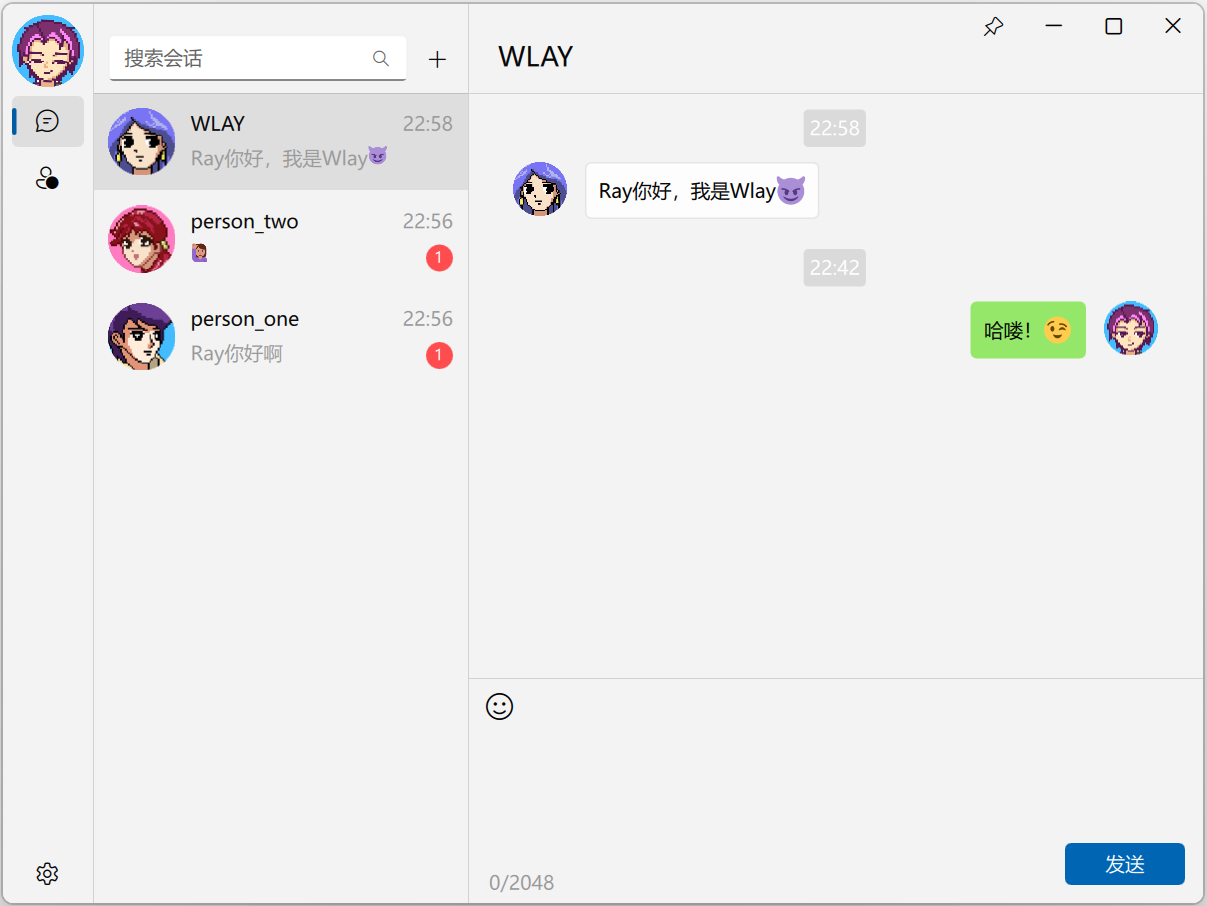 搜索会话
WLAY
22:58
Ray你好，我是Wlay😈
person_two
22:56
🙋🏽‍♀️
1
person_one
22:56
Ray你好啊
1
WLAY
22:58
Ray你好，我是Wlay😈
22:42
哈喽！😉
0/2048
发送